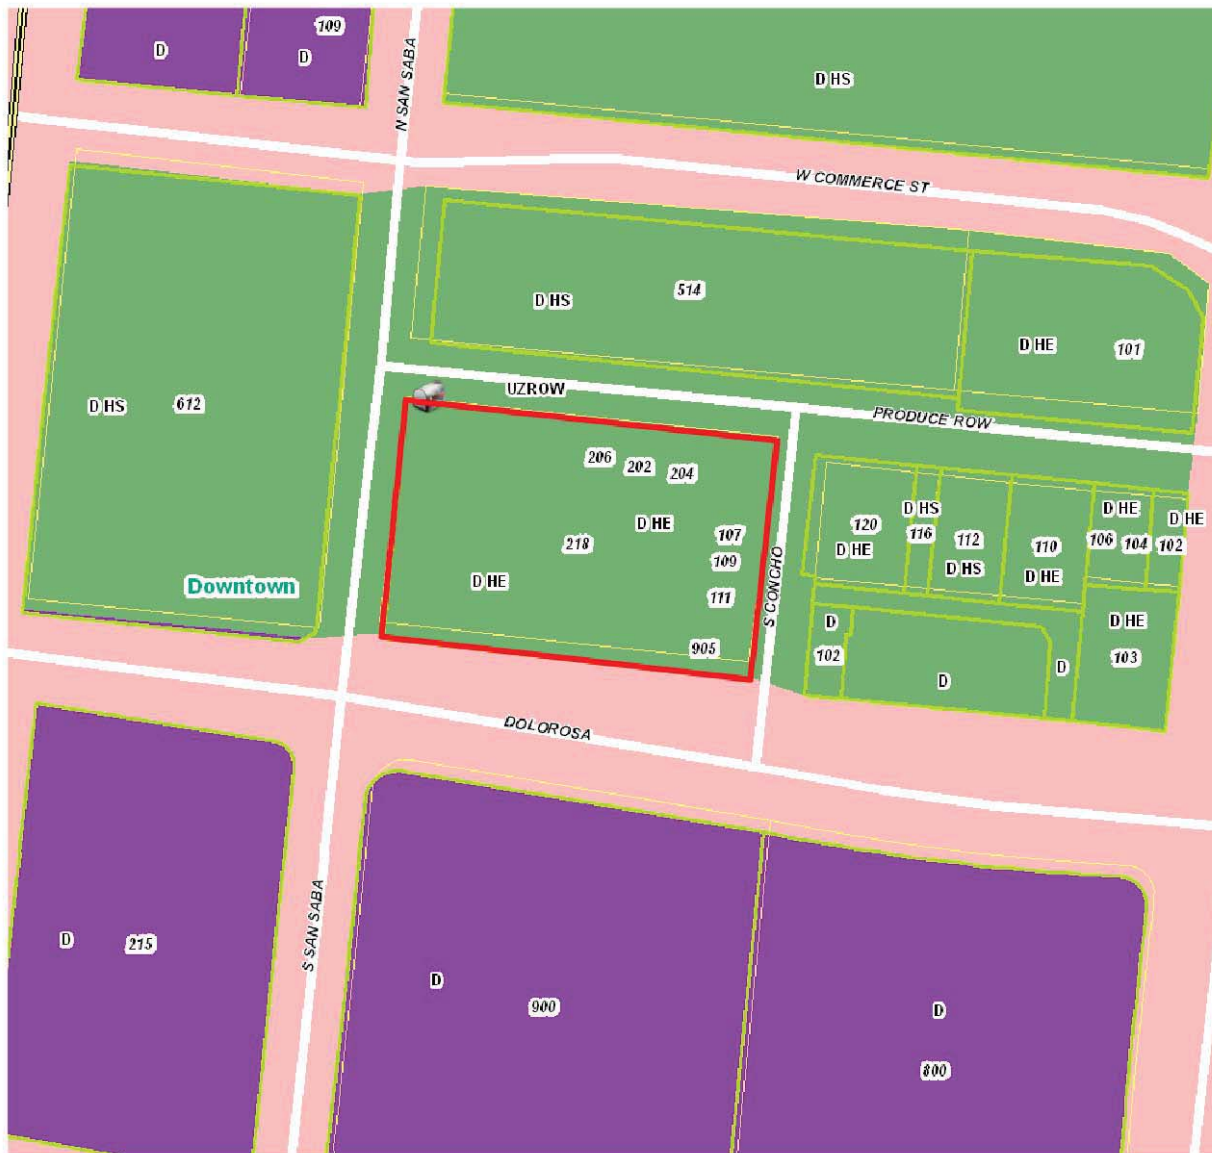 109
D
D
N SAN SABA
D HS
W COMMERCE ST
514
D HS
D HE
101
UZROW
PRODUCE ROW
D HS
612
206
202
204
D HE
107
218
109
D HE
111
905
S CONCHO
Downtown
D HS
120
116
D HE
112
D HS
110
D HE
D HE
106
104
D HE
102
D
102
D
D
D HE
103
DOLOROSA
S SAN SABA
D
215
D
900
D
800